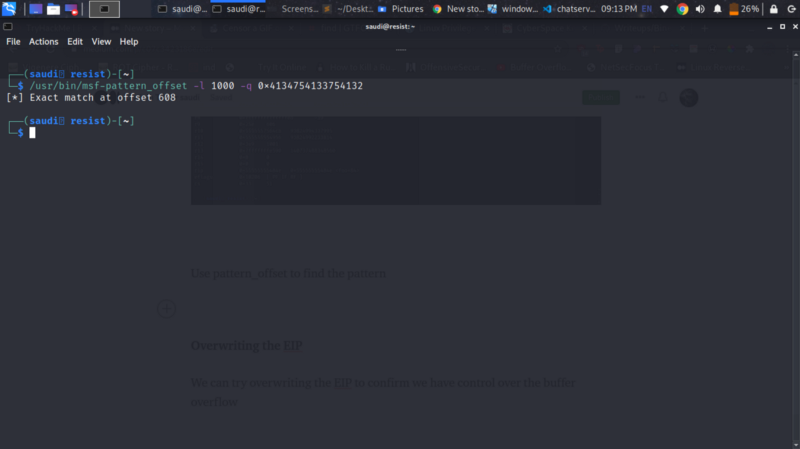 saudi@...
saudi@r...
Screens...
~/Deskt...
Pictures
New sto...
window...
chatserv...
09:13 PM
EN
26%
saudi@resist: ~
File Actions Edit View Help
┌──(saudi㉿ resist)-[~]
└─$ /usr/bin/msf-pattern_offset -l 1000 -q 0×4134754133754132
[*] Exact match at offset 608
┌──(saudi㉿ resist)-[~]
└─$
Use pattern_offset to find the pattern
Overwriting the EIP
We can try overwriting the EIP to confirm we have control over the buffer
overflow